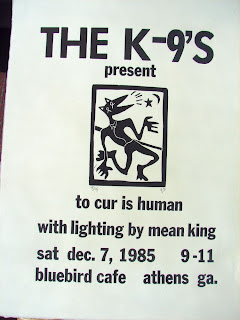 THE K-9'S
present
to cur is human
with lighting by mean king
sat dec. 7, 1985 9-11
bluebird cafe athens ga.